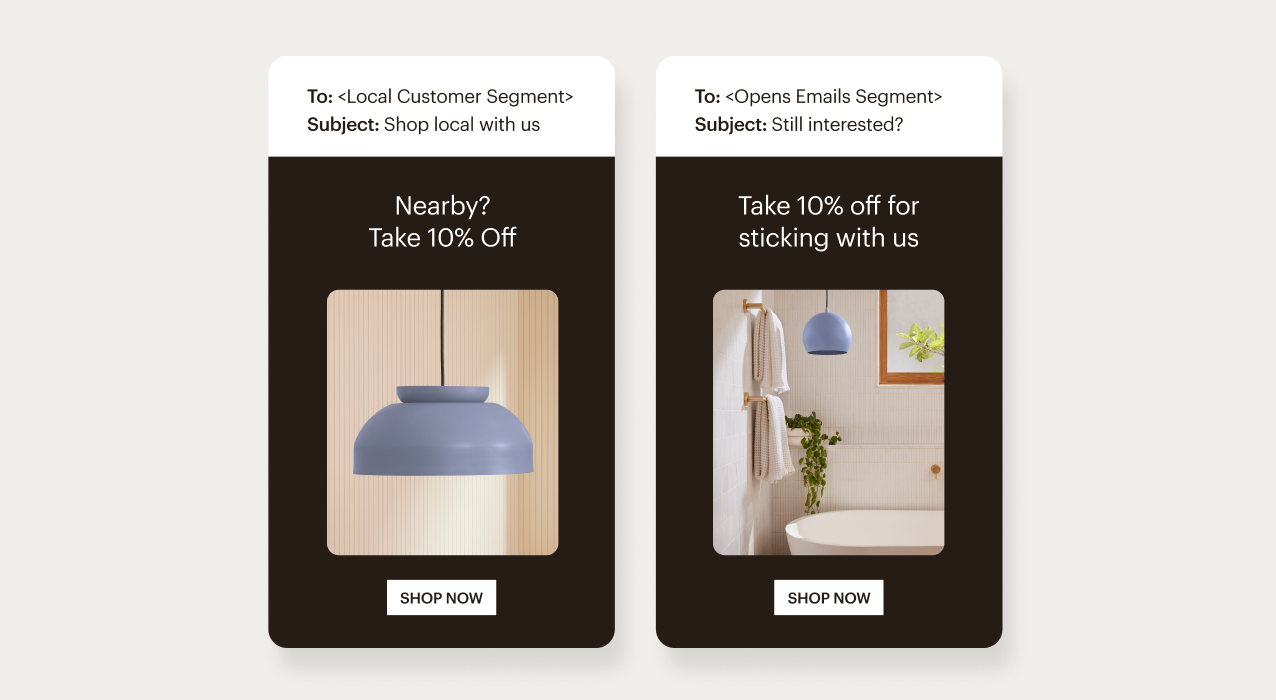 To: <Local Customer Segment>
Subject: Shop local with us
Nearby?
Take 10% Off
SHOP NOW
To: <Opens Emails Segment>
Subject: Still interested?
Take 10% off for
sticking with us
SHOP NOW